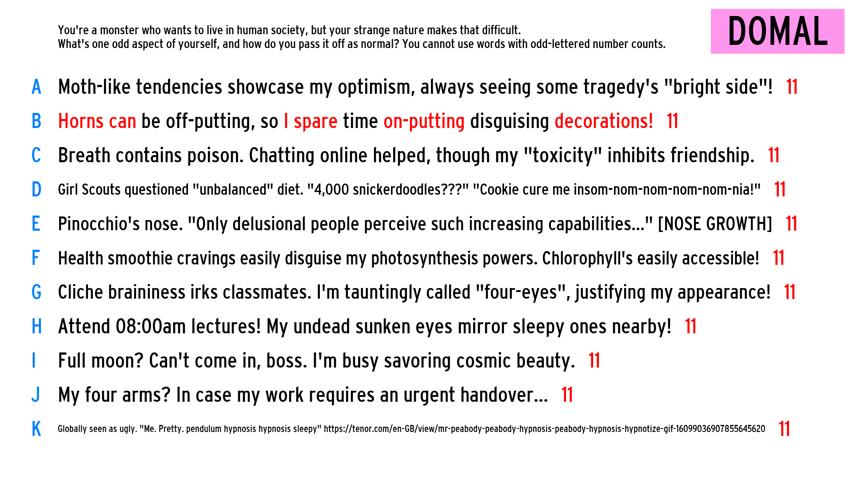 You're a monster who wants to live in human society, but your strange nature makes that difficult.
What's one odd aspect of yourself, and how do you pass it off as normal? You cannot use words with odd-lettered number counts.
DOMAL
A Moth-like tendencies showcase my optimism, always seeing some tragedy's "bright side"! 11
B Horns can be off-putting, so I spare time on-putting disguising decorations! 11
C Breath contains poison. Chatting online helped, though my "toxicity" inhibits friendship. 11
D Girl Scouts questioned "unbalanced" diet. "4,000 snickerdoodles???" "Cookie cure me insom-nom-nom-nom-nom-nia!" 11
E Pinocchio's nose. "Only delusional people perceive such increasing capabilities..." [NOSE GROWTH] 11
F Health smoothie cravings easily disguise my photosynthesis powers. Chlorophyll's easily accessible! 11
G Cliche braininess irks classmates. I'm tauntingly called "four-eyes", justifying my appearance! 11
H Attend 08:00am lectures! My undead sunken eyes mirror sleepy ones nearby! 11
I Full moon? Can't come in, boss. I'm busy savoring cosmic beauty. 11
J My four arms? In case my work requires an urgent handover... 11
K Globally seen as ugly. "Me. Pretty. pendulum hypnosis hypnosis sleepy" https://tenor.com/en-GB/view/mr-peabody-peabody-hypnosis-peabody-hypnosis-hypnotize-gif-16099036907855645620 11